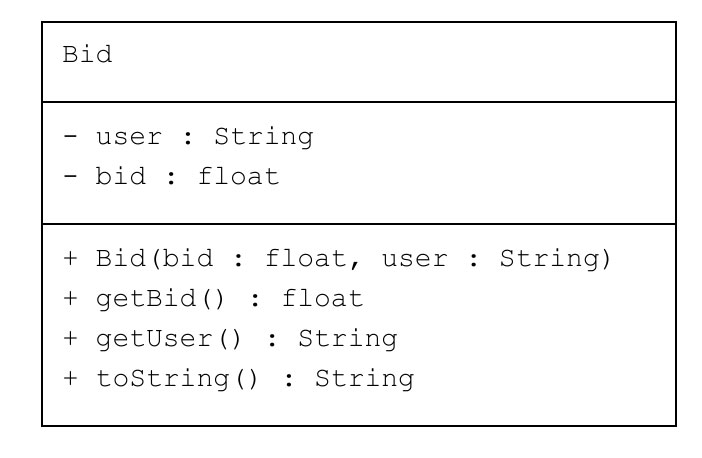 Bid
- user : String
- bid : float
+ Bid(bid : float, user : String)
+ getBid() : float
+ getUser() : String
+ toString() : String